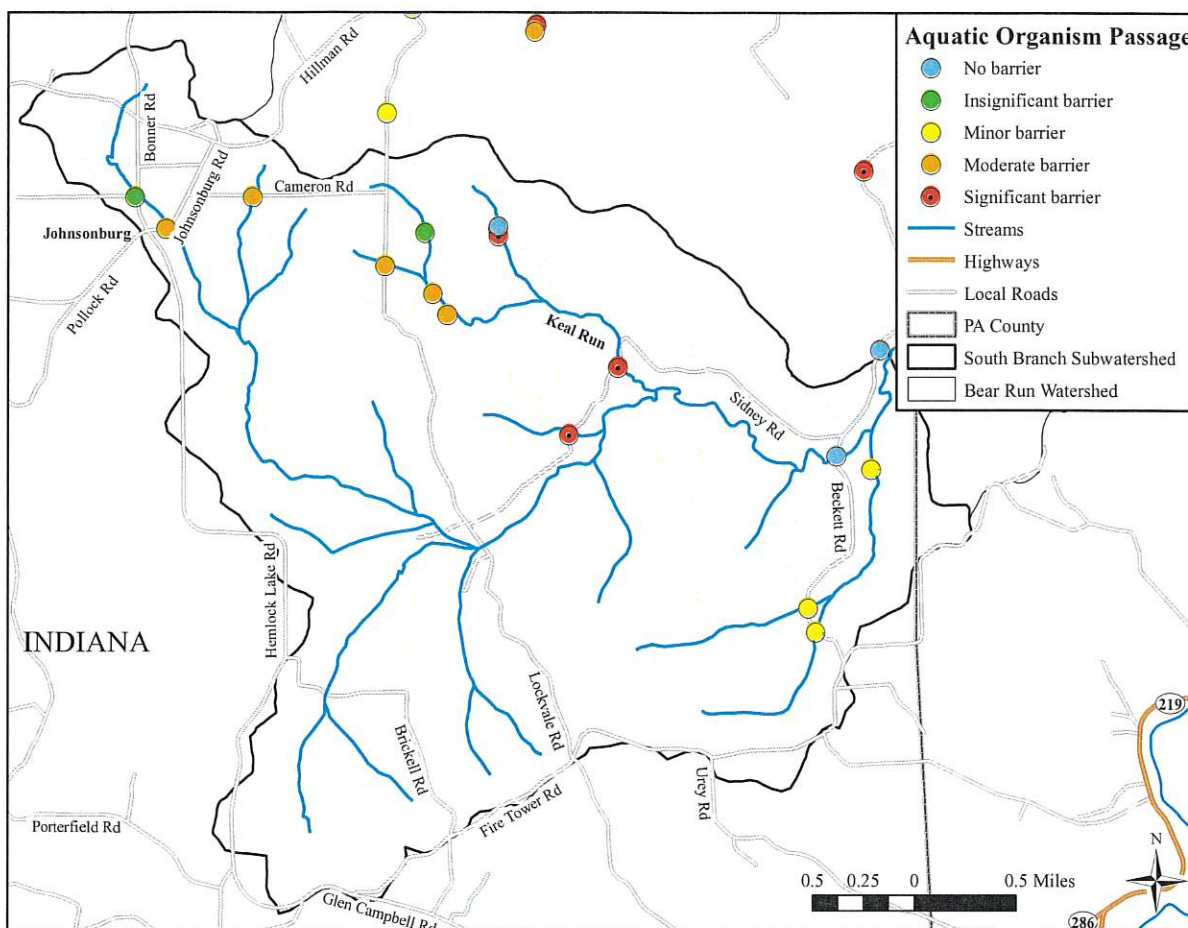 Aquatic Organism Passage
No barrier
Insignificant barrier
Minor barrier
Moderate barrier
Significant barrier
Streams
Highways
Local Roads
PA County
South Branch Subwatershed
Bear Run Watershed
Hillman Rd
Bonner Rd
Johnsonburg Rd
Cameron Rd
Johnsonburg
Pollock Rd
Keal Run
Sidney Rd
Beckett Rd
Hemlock Lake Rd
INDIANA
Lockvale Rd
Brickell Rd
Urey Rd
Fire Tower Rd
Porterfield Rd
Glen Campbell Rd
219
N
0.5 0.25 0 0.5 Miles
286